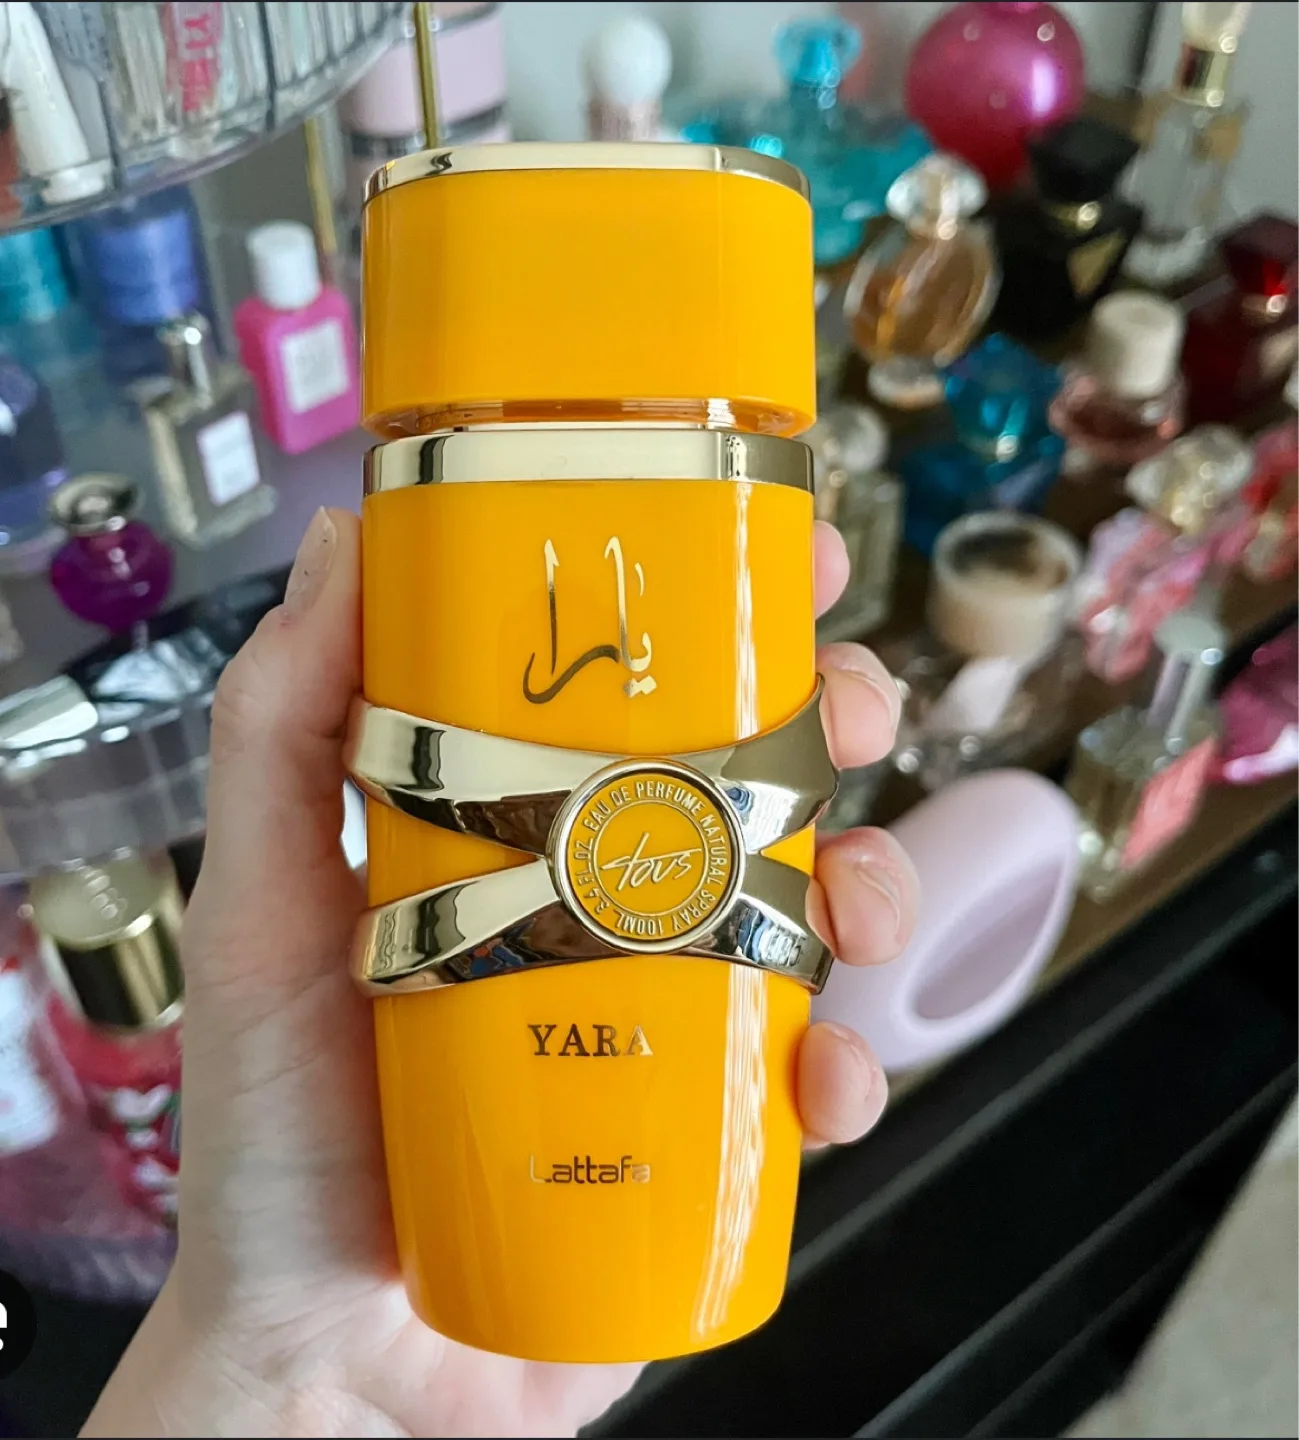 يارا
EAU DE PERFUME NATURAL SPRAY 100ML 3.4 FL.OZ.
Tous
YARA
Lattafa